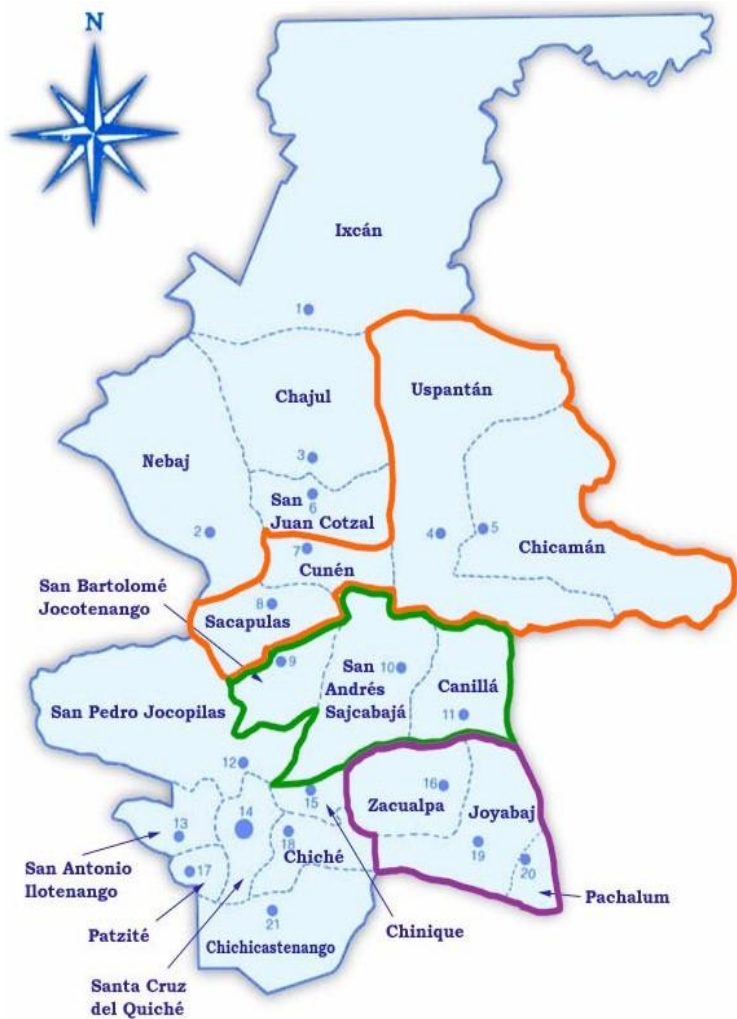 N
Ixcán
1
Uspantán
Chajul
Nebaj
3
6
San
Juan Cotzal
2
4
5
Chicamán
7
Cunén
San Bartolomé
Jocotenango
8
Sacapulas
9
San
Andrés
Sajcabajá
10
Canillá
11
San Pedro Jocopilas
12
15
16
Zacualpa
Joyabaj
13
14
18
Chiché
19
20
San Antonio
Ilotenango
17
Pachalum
Patzité
21
Chinique
Chichicastenango
Santa Cruz
del Quiché